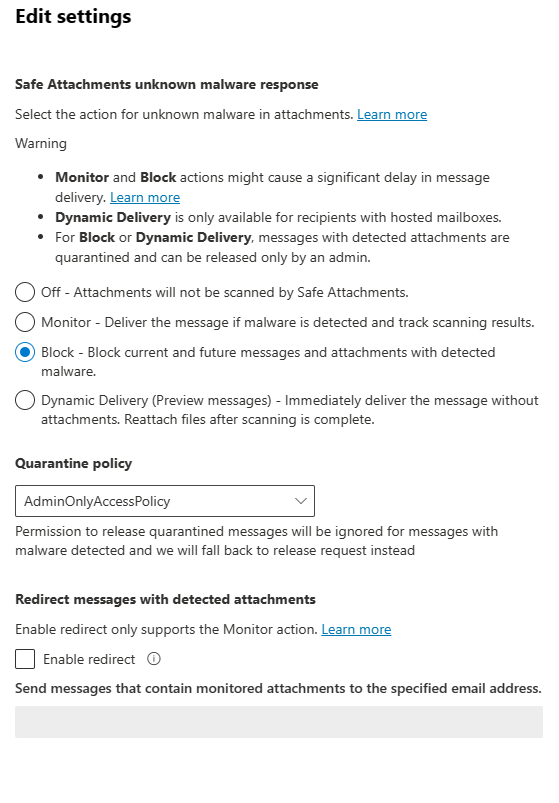 Edit settings
Safe Attachments unknown malware response
Select the action for unknown malware in attachments. Learn more
Warning
Monitor and Block actions might cause a significant delay in message
delivery. Learn more
Dynamic Delivery is only available for recipients with hosted mailboxes.
For Block or Dynamic Delivery, messages with detected attachments are
quarantined and can be released only by an admin.
Off - Attachments will not be scanned by Safe Attachments.
Monitor - Deliver the message if malware is detected and track scanning results.
Block - Block current and future messages and attachments with detected
malware.
Dynamic Delivery (Preview messages) - Immediately deliver the message without
attachments. Reattach files after scanning is complete.
Quarantine policy
AdminOnlyAccessPolicy
Permission to release quarantined messages will be ignored for messages with
malware detected and we will fall back to release request instead
Redirect messages with detected attachments
Enable redirect only supports the Monitor action. Learn more
Enable redirect
Send messages that contain monitored attachments to the specified email address.